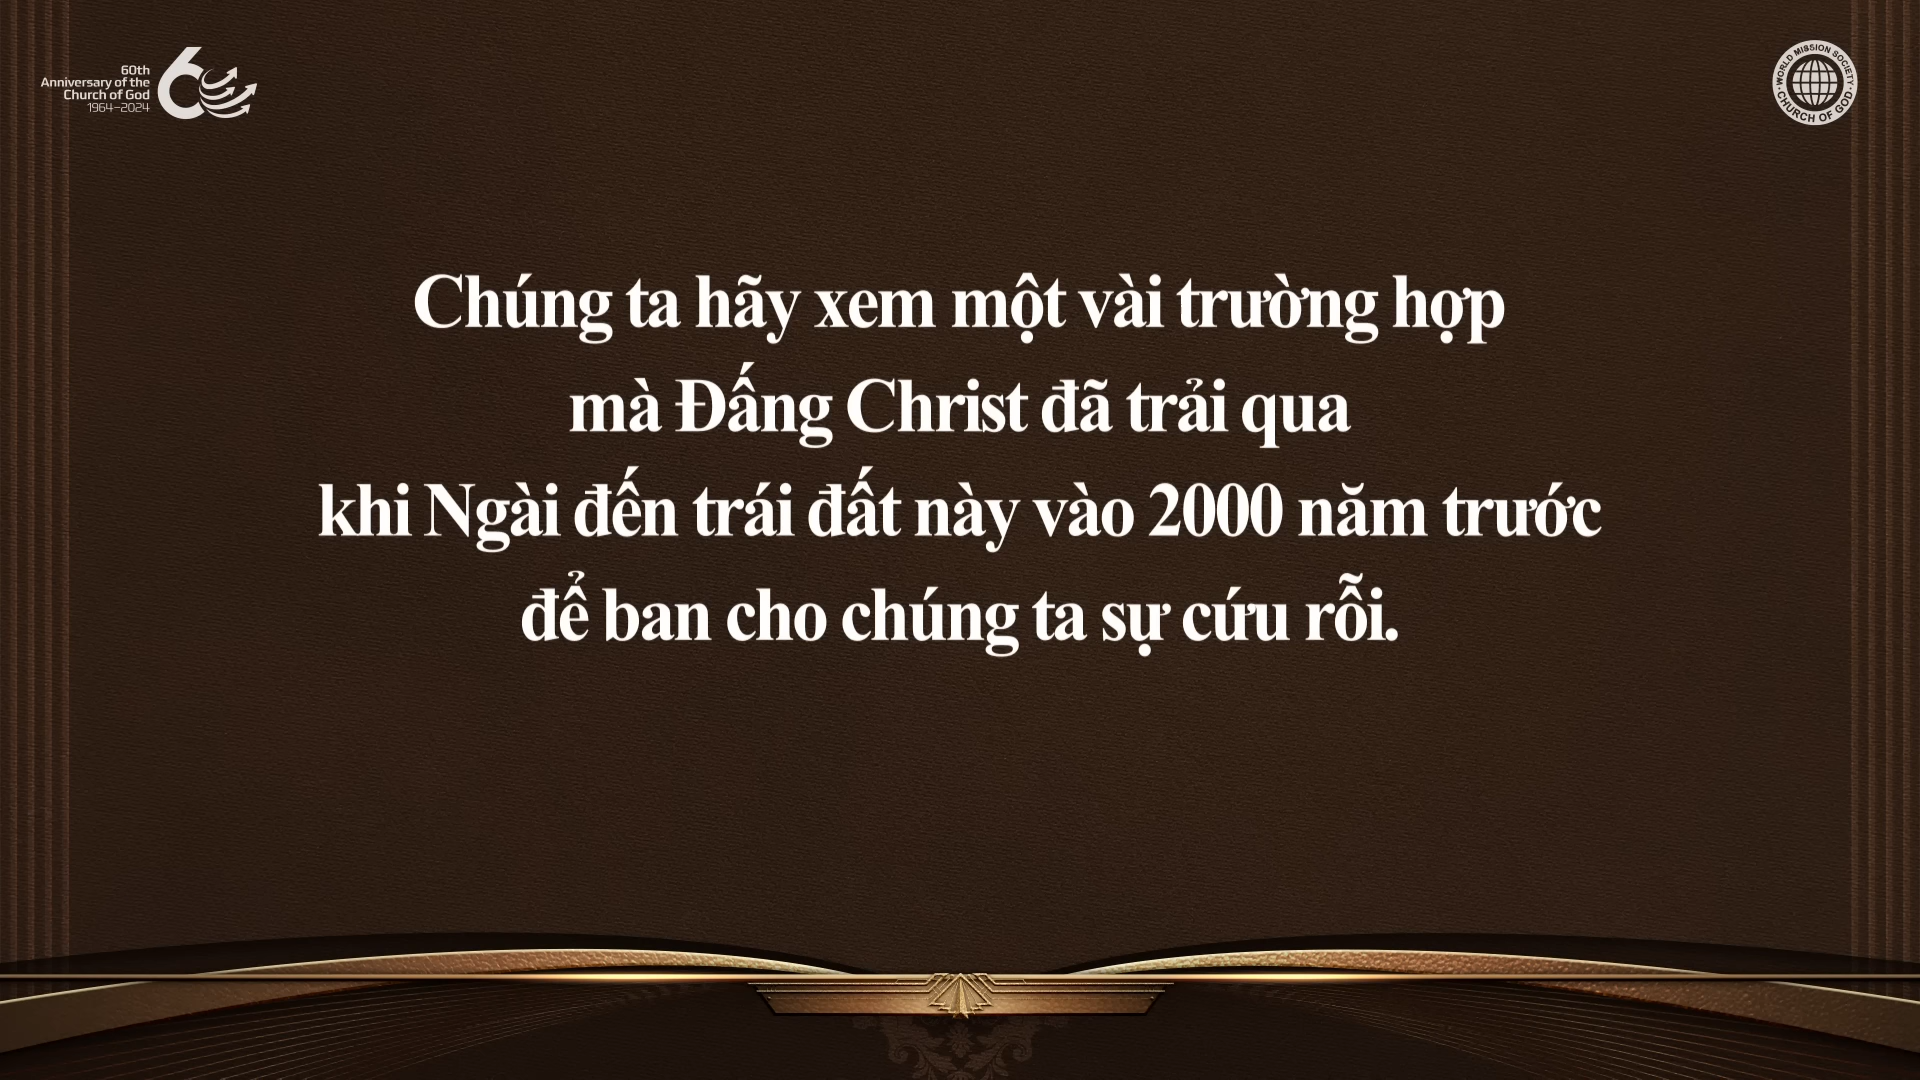 60th
Anniversary of the
Church of God
1964–2024
60
WORLD MISSION SOCIETY
CHURCH OF GOD
Chúng ta hãy xem một vài trường hợp
mà Đấng Christ đã trải qua
khi Ngài đến trái đất này vào 2000 năm trước
để ban cho chúng ta sự cứu rỗi.